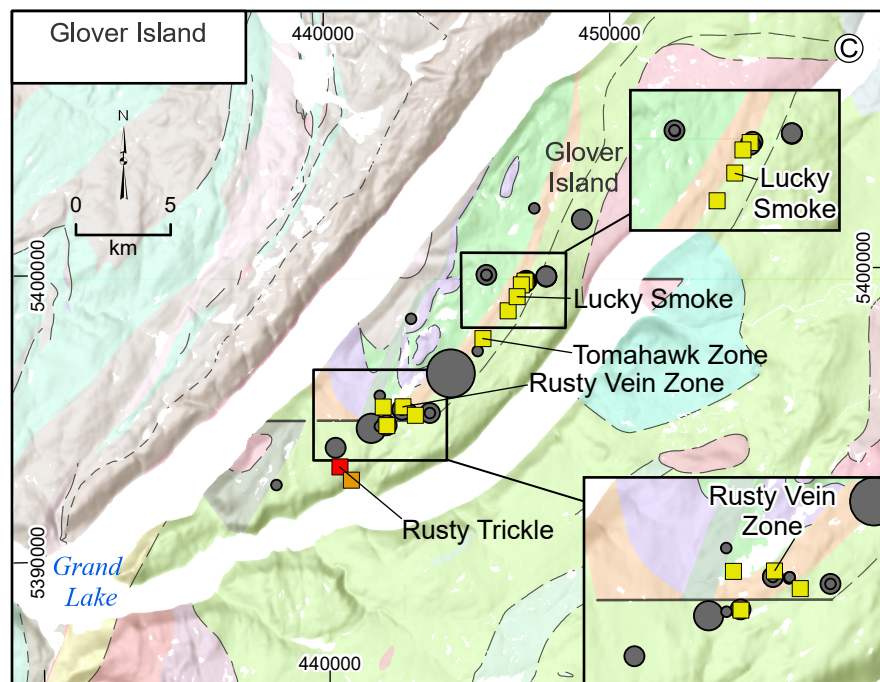 Glover Island
440000
450000
C
N
0
5
km
Glover
Island
Lucky
Smoke
5400000
5400000
Lucky Smoke
Tomahawk Zone
Rusty Vein Zone
Rusty Vein
Zone
Rusty Trickle
5390000
Grand
Lake
440000